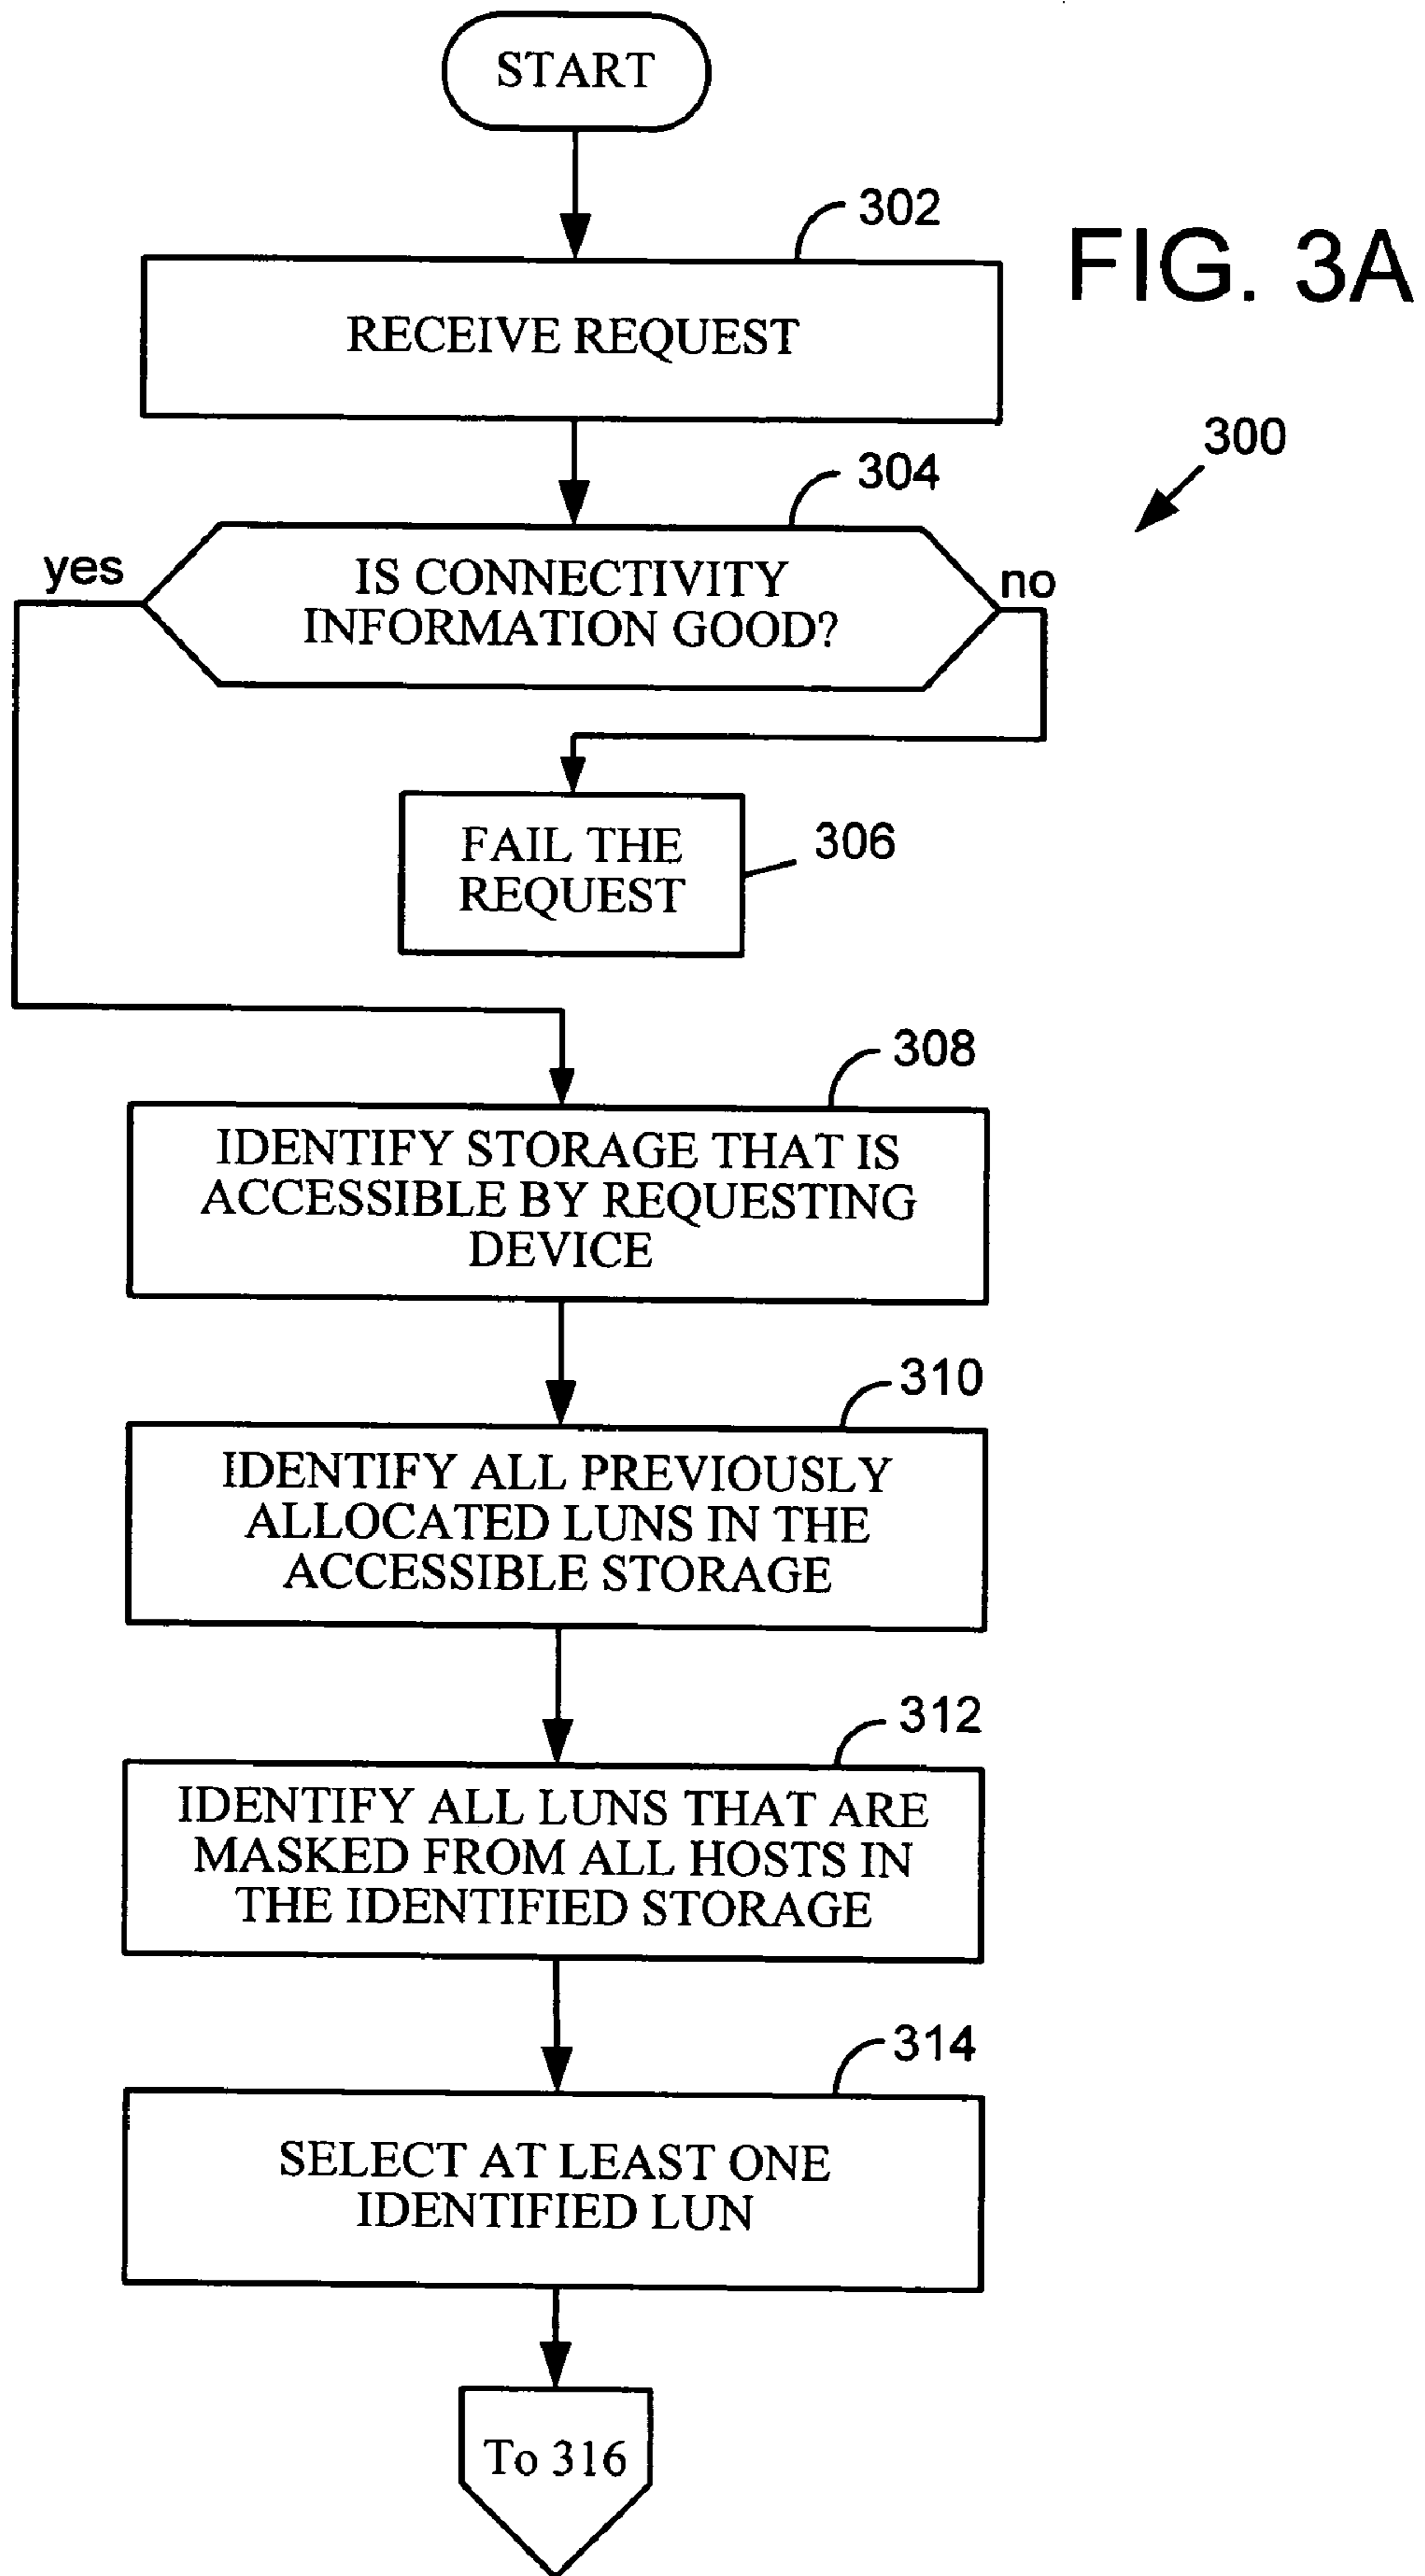 START
302
FIG. 3A
RECEIVE REQUEST
300
304
yes
IS CONNECTIVITY
INFORMATION GOOD?
no
FAIL THE
REQUEST
306
308
IDENTIFY STORAGE THAT IS
ACCESSIBLE BY REQUESTING
DEVICE
310
IDENTIFY ALL PREVIOUSLY
ALLOCATED LUNS IN THE
ACCESSIBLE STORAGE
312
IDENTIFY ALL LUNS THAT ARE
MASKED FROM ALL HOSTS IN
THE IDENTIFIED STORAGE
314
SELECT AT LEAST ONE
IDENTIFIED LUN
To 316